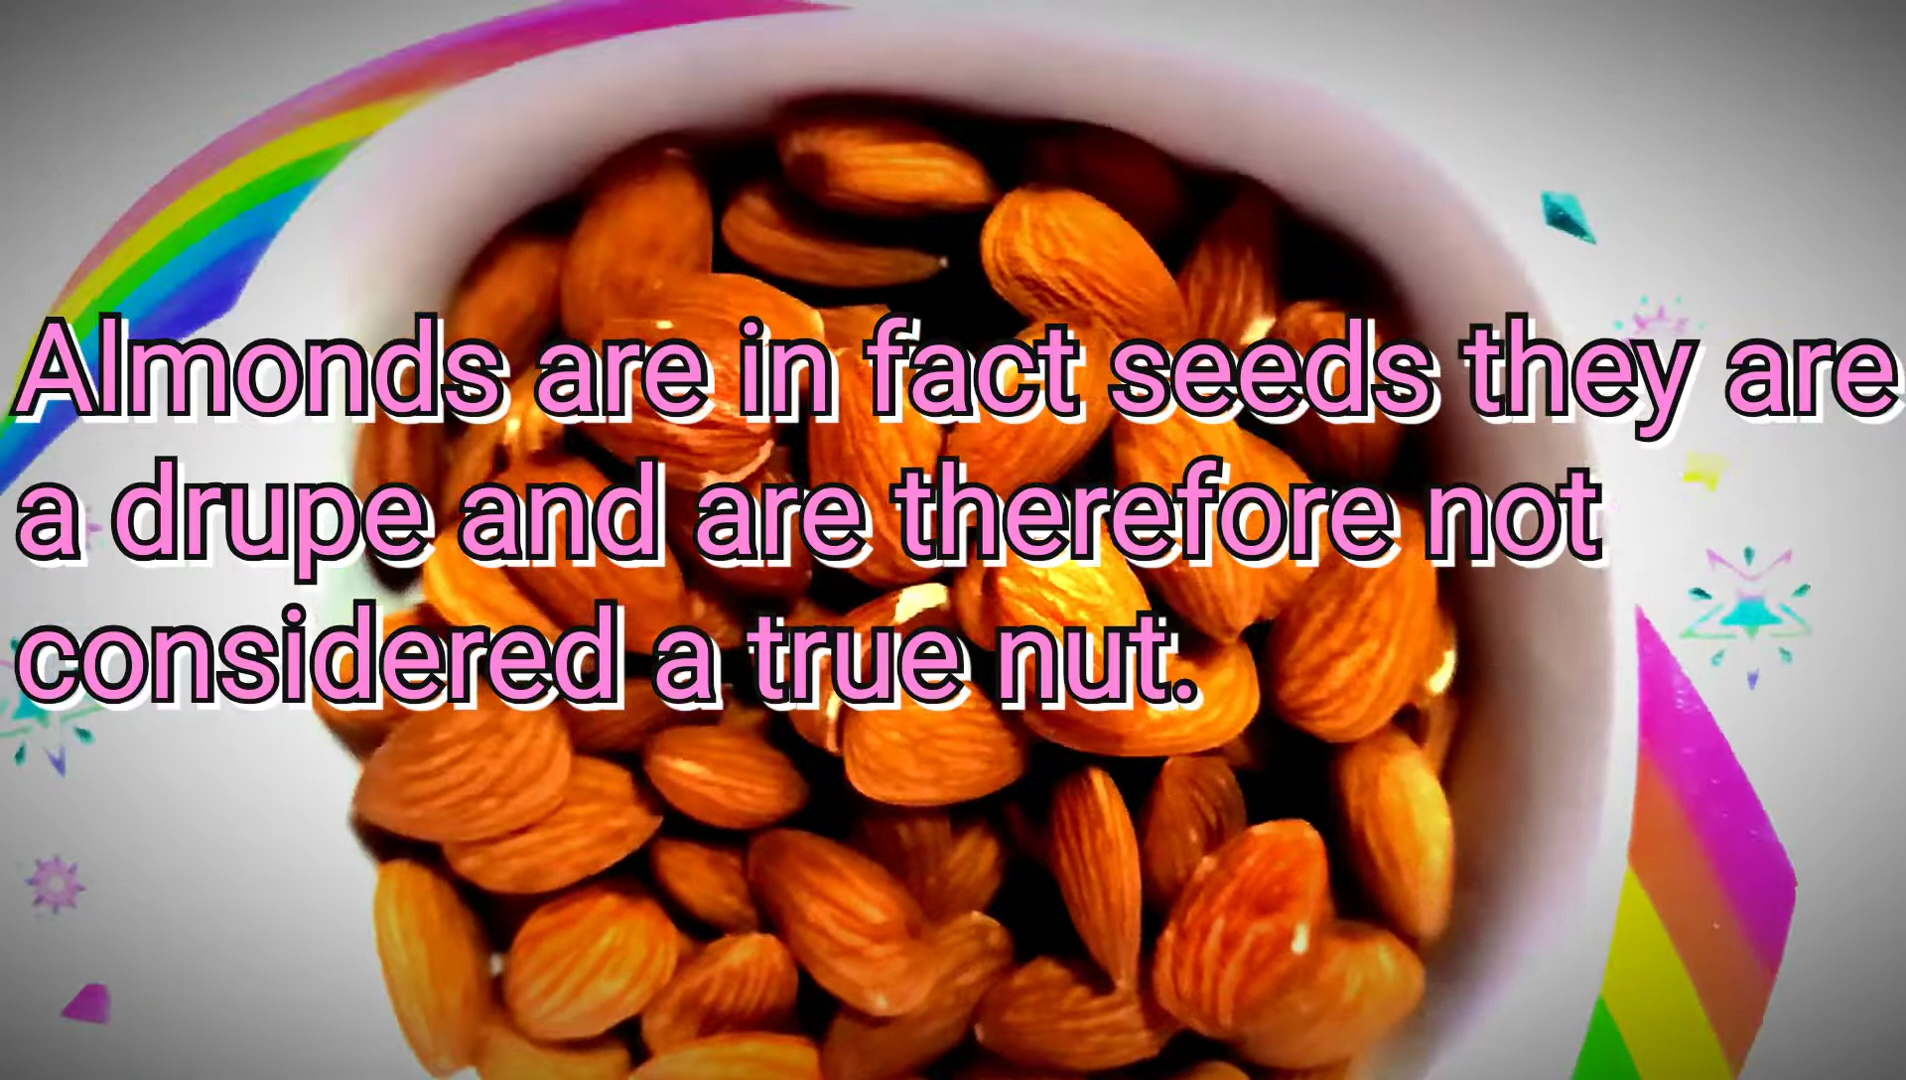 Almonds are in fact seeds they are
a drupe and are therefore not
considered a true nut.